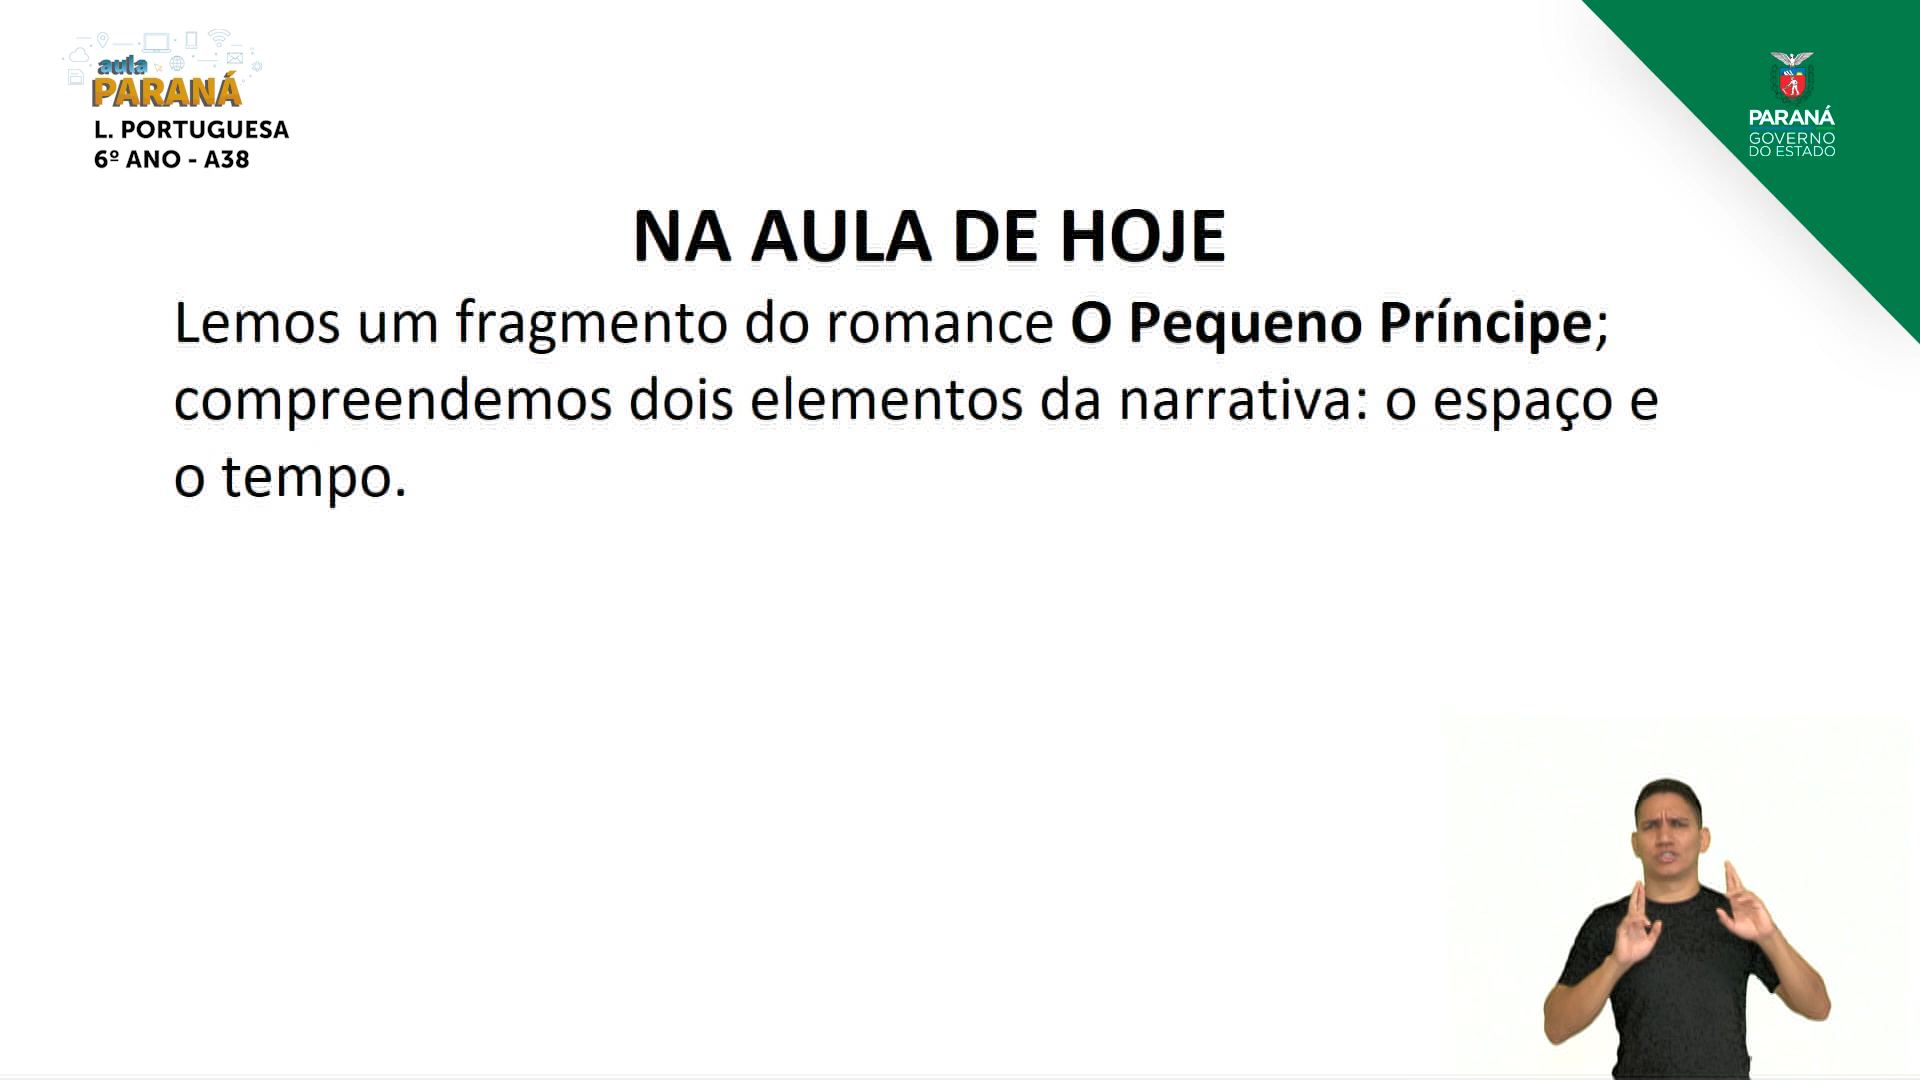 aula
PARANÁ
L. PORTUGUESA
6º ANO - A38
PARANÁ
GOVERNO
DO ESTADO
NA AULA DE HOJE
Lemos um fragmento do romance O Pequeno Príncipe;
compreendemos dois elementos da narrativa: o espaço e
o tempo.